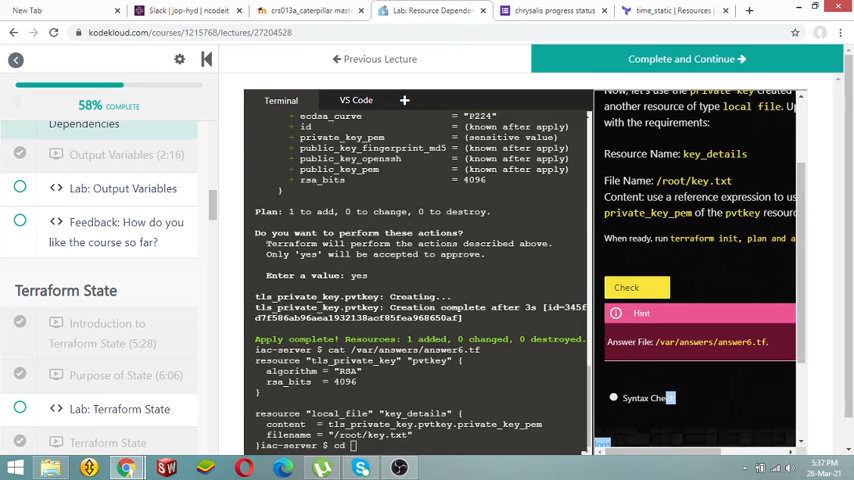 New Tab
Slack | jop-hyd | ncodeit
crs013a_caterpillar mast
Lab: Resource Depende
chrysalis progress status
time_static | Resources |
kodekloud.com/courses/1215768/lectures/27204528
Previous Lecture
Complete and Continue
58% COMPLETE
Dependencies
Output Variables (2:16)
Lab: Output Variables
Feedback: How do you
like the course so far?
Terraform State
Introduction to
Terraform State (5:28)
Purpose of State (6:06)
Lab: Terraform State
Terraform State
Terminal
VS Code
+ ecdsa_curve = "P224"
+ id = (known after apply)
+ private_key_pem = (sensitive value)
+ public_key_fingerprint_md5 = (known after apply)
+ public_key_openssh = (known after apply)
+ public_key_pem = (known after apply)
+ rsa_bits = 4096
}
Plan: 1 to add, 0 to change, 0 to destroy.
Do you want to perform these actions?
Terraform will perform the actions described above.
Only 'yes' will be accepted to approve.
Enter a value: yes
tls_private_key.pvtkey: Creating...
tls_private_key.pvtkey: Creation complete after 3s [id=345f
d7f586ab96aea1932138acf85fea968650af]
Apply complete! Resources: 1 added, 0 changed, 0 destroyed.
iac-server $ cat /var/answers/answer6.tf
resource "tls_private_key" "pvtkey" {
algorithm = "RSA"
rsa_bits = 4096
}
resource "local_file" "key_details" {
content = tls_private_key.pvtkey.private_key_pem
filename = "/root/key.txt"
}iac-server $ cd
Now, let's use the private_key created
another resource of type local file. Up
with the requirements:
Resource Name: key_details
File Name: /root/key.txt
Content: use a reference expression to us
private_key_pem of the pvtkey resource
When ready, run terraform init, plan and a
Check
Hint
Answer File: /var/answers/answer6.tf.
Syntax Check
logs
5:37 PM
26-Mar-21